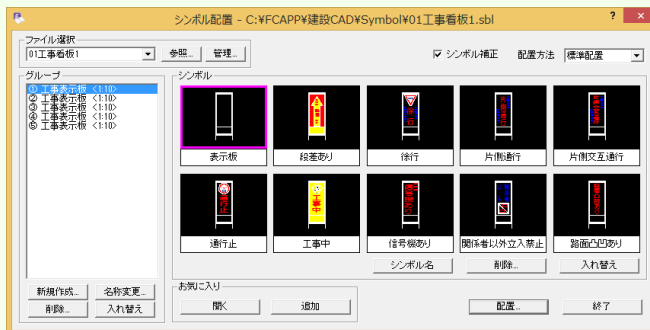 シンボル配置 - C:¥FCAPP¥建設CAD¥Symbol¥01工事看板1.sbl
? ×
ファイル選択
01工事看板1
参照...
管理...
シンボル補正
配置方法
標準配置
グループ
① 工事表示板 <1:10>
② 工事表示板 <1:10>
③ 工事表示板 <1:10>
④ 工事表示板 <1:10>
⑤ 工事表示板 <1:10>
シンボル
表示板
段差あり
徐行
片側通行
片側交互通行
通行止
工事中
信号機あり
関係者以外立入禁止
路面凸凹あり
シンボル名
削除...
入れ替え
新規作成...
名称変更...
削除...
入れ替え
お気に入り
開く
追加
配置...
終了